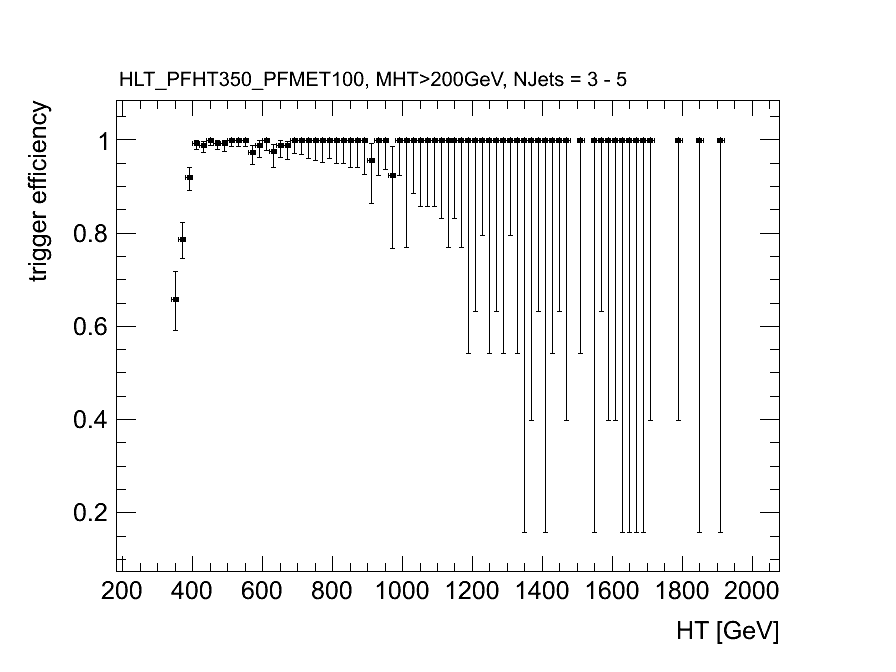 HLT_PFHT350_PFMET100, MHT>200GeV, NJets = 3 - 5
trigger efficiency
1
0.8
0.6
0.4
0.2
200 400 600 800 1000 1200 1400 1600 1800 2000
HT [GeV]